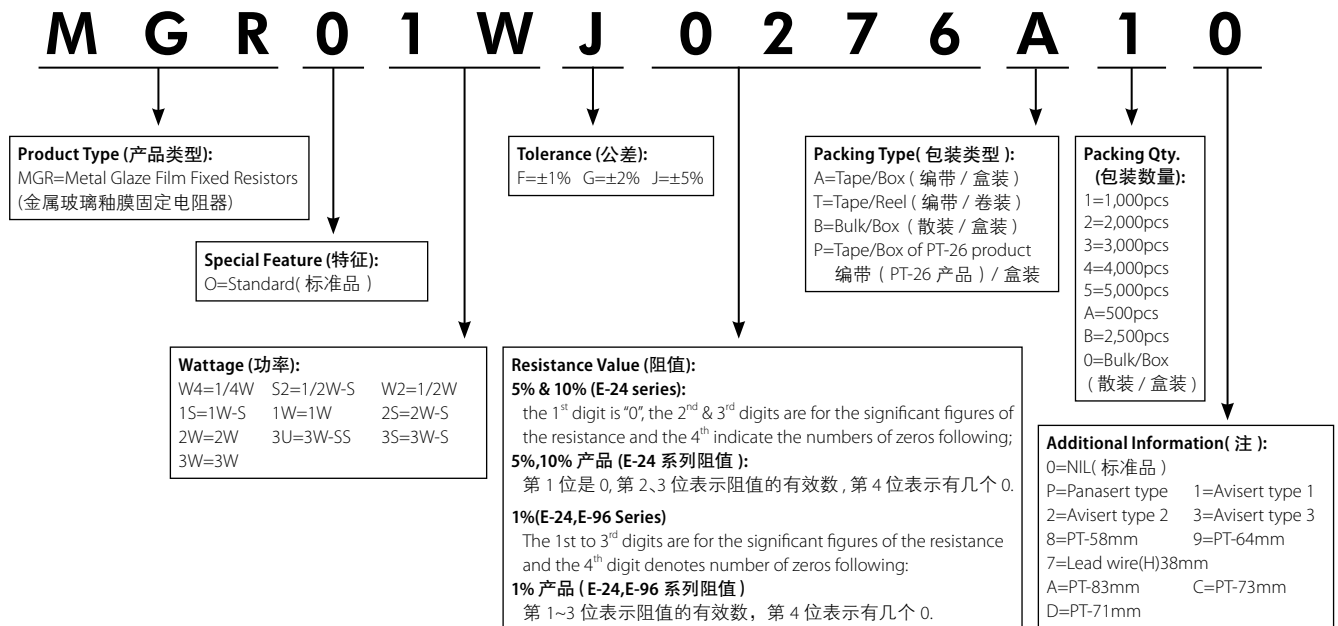 M G R 0 1 W J 0 2 7 6 A 1 0
Product Type (产品类型):
MGR=Metal Glaze Film Fixed Resistors
(金属玻璃釉膜固定电阻器)
Special Feature (特征):
O=Standard( 标准品 )
Wattage (功率):
W4=1/4W S2=1/2W-S W2=1/2W
1S=1W-S 1W=1W 2S=2W-S
2W=2W 3U=3W-SS 3S=3W-S
3W=3W
Tolerance (公差):
F=±1% G=±2% J=±5%
Resistance Value (阻值):
5% & 10% (E-24 series):
the 1st digit is “0”, the 2nd & 3rd digits are for the significant figures of
the resistance and the 4th indicate the numbers of zeros following;
5%,10% 产品 (E-24 系列阻值 ):
第 1 位是 0, 第 2、3 位表示阻值的有效数 , 第 4 位表示有几个 0.
1%(E-24,E-96 Series)
The 1st to 3rd digits are for the significant figures of the resistance
and the 4th digit denotes number of zeros following:
1% 产品 ( E-24,E-96 系列阻值 )
第 1~3 位表示阻值的有效数，第 4 位表示有几个 0.
Packing Type( 包装类型 ):
A=Tape/Box ( 编带 / 盒装 )
T=Tape/Reel ( 编带 / 卷装 )
B=Bulk/Box ( 散装 / 盒装 )
P=Tape/Box of PT-26 product
编带 ( PT-26 产品 ) / 盒装
Packing Qty.
(包装数量):
1=1,000pcs
2=2,000pcs
3=3,000pcs
4=4,000pcs
5=5,000pcs
A=500pcs
B=2,500pcs
0=Bulk/Box
( 散装 / 盒装 )
Additional Information( 注 ):
0=NIL( 标准品 )
P=Panasert type 1=Avisert type 1
2=Avisert type 2 3=Avisert type 3
8=PT-58mm 9=PT-64mm
7=Lead wire(H)38mm
A=PT-83mm C=PT-73mm
D=PT-71mm